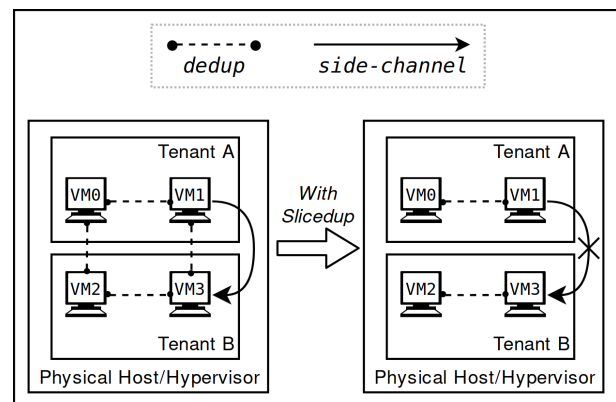 dedup side-channel
Tenant A
VM0 VM1
VM2 VM3
Tenant B
Physical Host/Hypervisor
With
Slicedup
Tenant A
VM0 VM1
VM2 VM3
Tenant B
Physical Host/Hypervisor